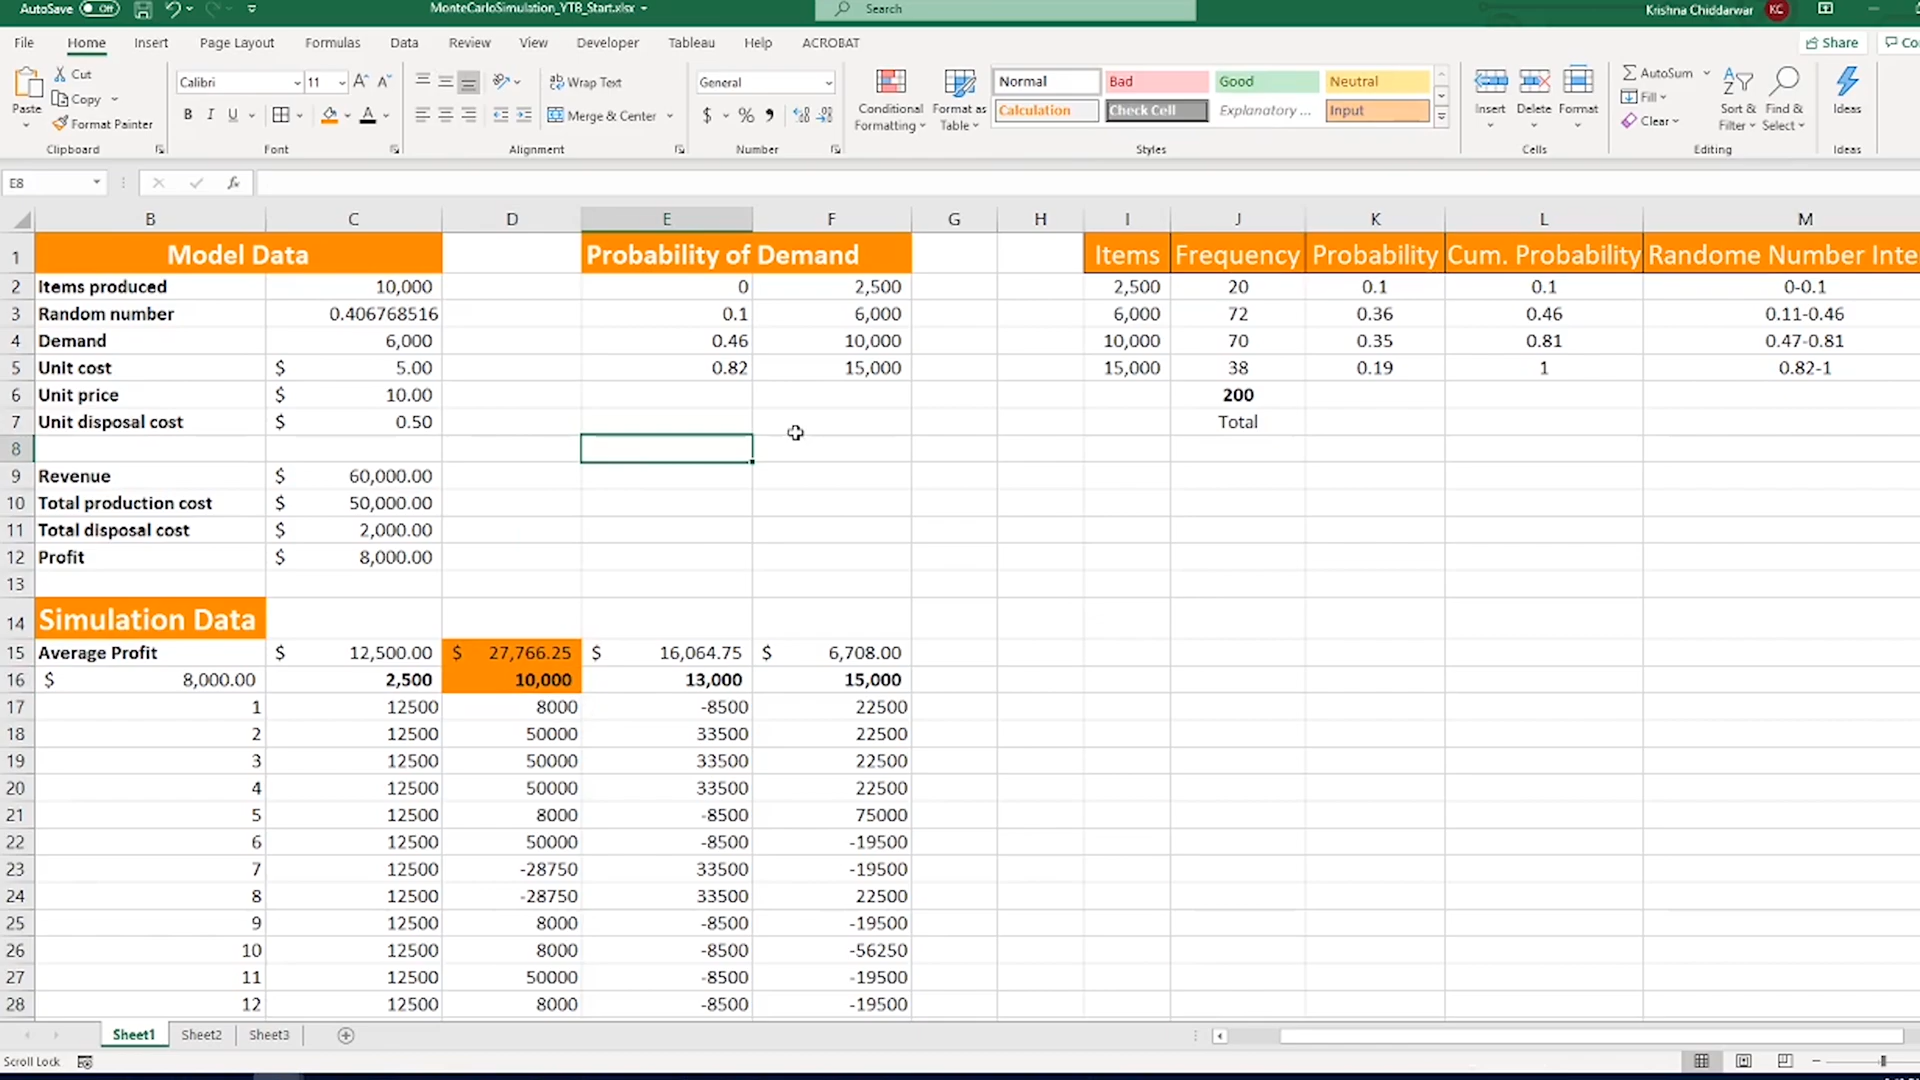 AutoSave Off MonteCarloSimulation_YTB_Start.xlsx Search Krishna Chiddarwar KC
File Home Insert Page Layout Formulas Data Review View Developer Tableau Help ACROBAT Share Co
Paste Cut Copy Format Painter
Calibri 11
B I U
Wrap Text
Merge & Center
General
$ % 9
Conditional Formatting Format as Table
Normal Bad Good Neutral
Calculation Check Cell Explanatory ... Input
Insert Delete Format
AutoSum Fill Clear
Sort & Filter Find & Select Ideas
Clipboard Font Alignment Number Styles Cells Editing Ideas
E8 fx
B C D E F G H I J K L M
1 Model Data Probability of Demand Items Frequency Probability Cum. Probability Randome Number Inte
2 Items produced 10,000 0 2,500 2,500 20 0.1 0.1 0-0.1
3 Random number 0.406768516 0.1 6,000 6,000 72 0.36 0.46 0.11-0.46
4 Demand 6,000 0.46 10,000 10,000 70 0.35 0.81 0.47-0.81
5 Unit cost $ 5.00 0.82 15,000 15,000 38 0.19 1 0.82-1
6 Unit price $ 10.00 200
7 Unit disposal cost $ 0.50 Total
8
9 Revenue $ 60,000.00
10 Total production cost $ 50,000.00
11 Total disposal cost $ 2,000.00
12 Profit $ 8,000.00
13
14 Simulation Data
15 Average Profit $ 12,500.00 $ 27,766.25 $ 16,064.75 $ 6,708.00
16 $ 8,000.00 2,500 10,000 13,000 15,000
17 1 12500 8000 -8500 22500
18 2 12500 50000 33500 22500
19 3 12500 50000 33500 22500
20 4 12500 50000 33500 22500
21 5 12500 8000 -8500 75000
22 6 12500 50000 -8500 -19500
23 7 12500 -28750 33500 -19500
24 8 12500 -28750 33500 22500
25 9 12500 8000 -8500 -19500
26 10 12500 8000 -8500 -56250
27 11 12500 50000 -8500 -19500
28 12 12500 8000 -8500 -19500
Sheet1 Sheet2 Sheet3
Scroll Lock